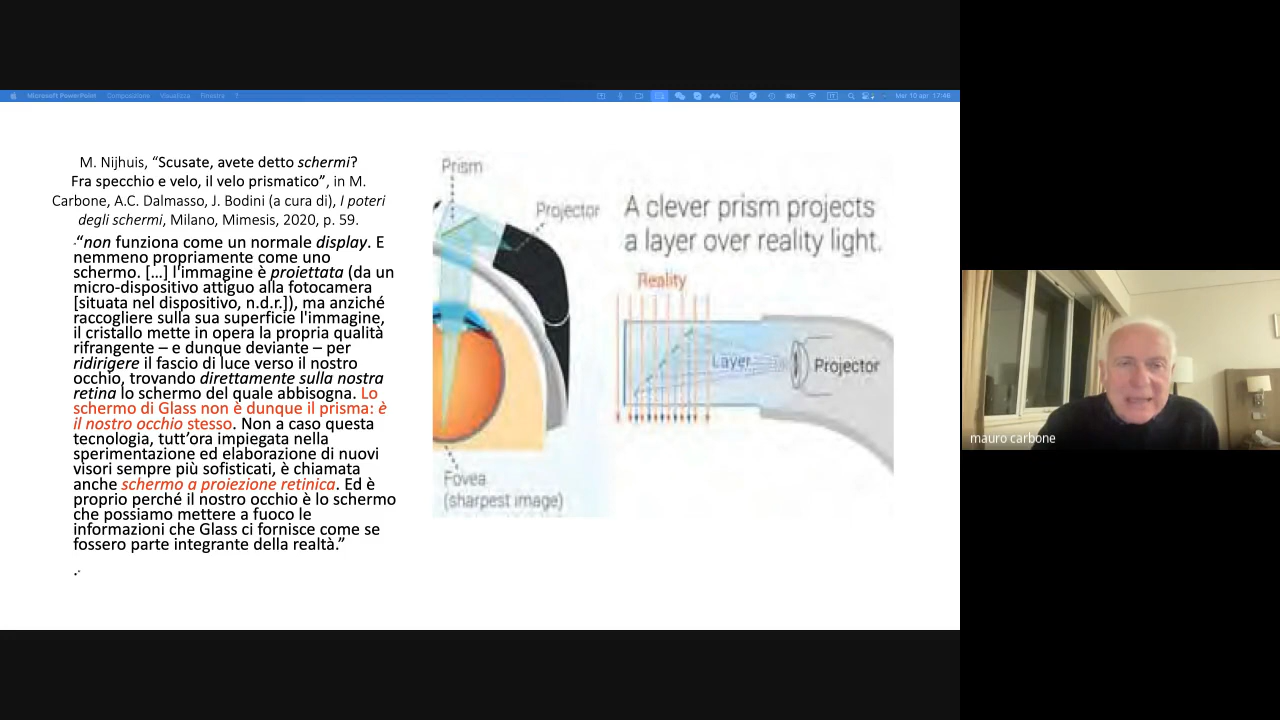 Microsoft PowerPoint Composizione Visualizza Finestra ?
Mer 10 apr 17:46
M. Nijhuis, “Scusate, avete detto schermi?
Fra specchio e velo, il velo prismatico”, in M.
Carbone, A.C. Dalmasso, J. Bodini (a cura di), I poteri
degli schermi, Milano, Mimesis, 2020, p. 59.
“non funziona come un normale display. E
nemmeno propriamente come uno
schermo. […] l'immagine è proiettata (da un
micro-dispositivo attiguo alla fotocamera
[situata nel dispositivo, n.d.r.]), ma anziché
raccogliere sulla sua superficie l'immagine,
il cristallo mette in opera la propria qualità
rifrangente – e dunque deviante – per
ridirigere il fascio di luce verso il nostro
occhio, trovando direttamente sulla nostra
retina lo schermo del quale abbisogna. Lo
schermo di Glass non è dunque il prisma: è
il nostro occhio stesso. Non a caso questa
tecnologia, tutt’ora impiegata nella
sperimentazione ed elaborazione di nuovi
visori sempre più sofisticati, è chiamata
anche schermo a proiezione retinica. Ed è
proprio perché il nostro occhio è lo schermo
che possiamo mettere a fuoco le
informazioni che Glass ci fornisce come se
fossero parte integrante della realtà.”
Prism
Projector
Fovea
(sharpest image)
A clever prism projects
a layer over reality light.
Reality
Layer
Projector
mauro carbone